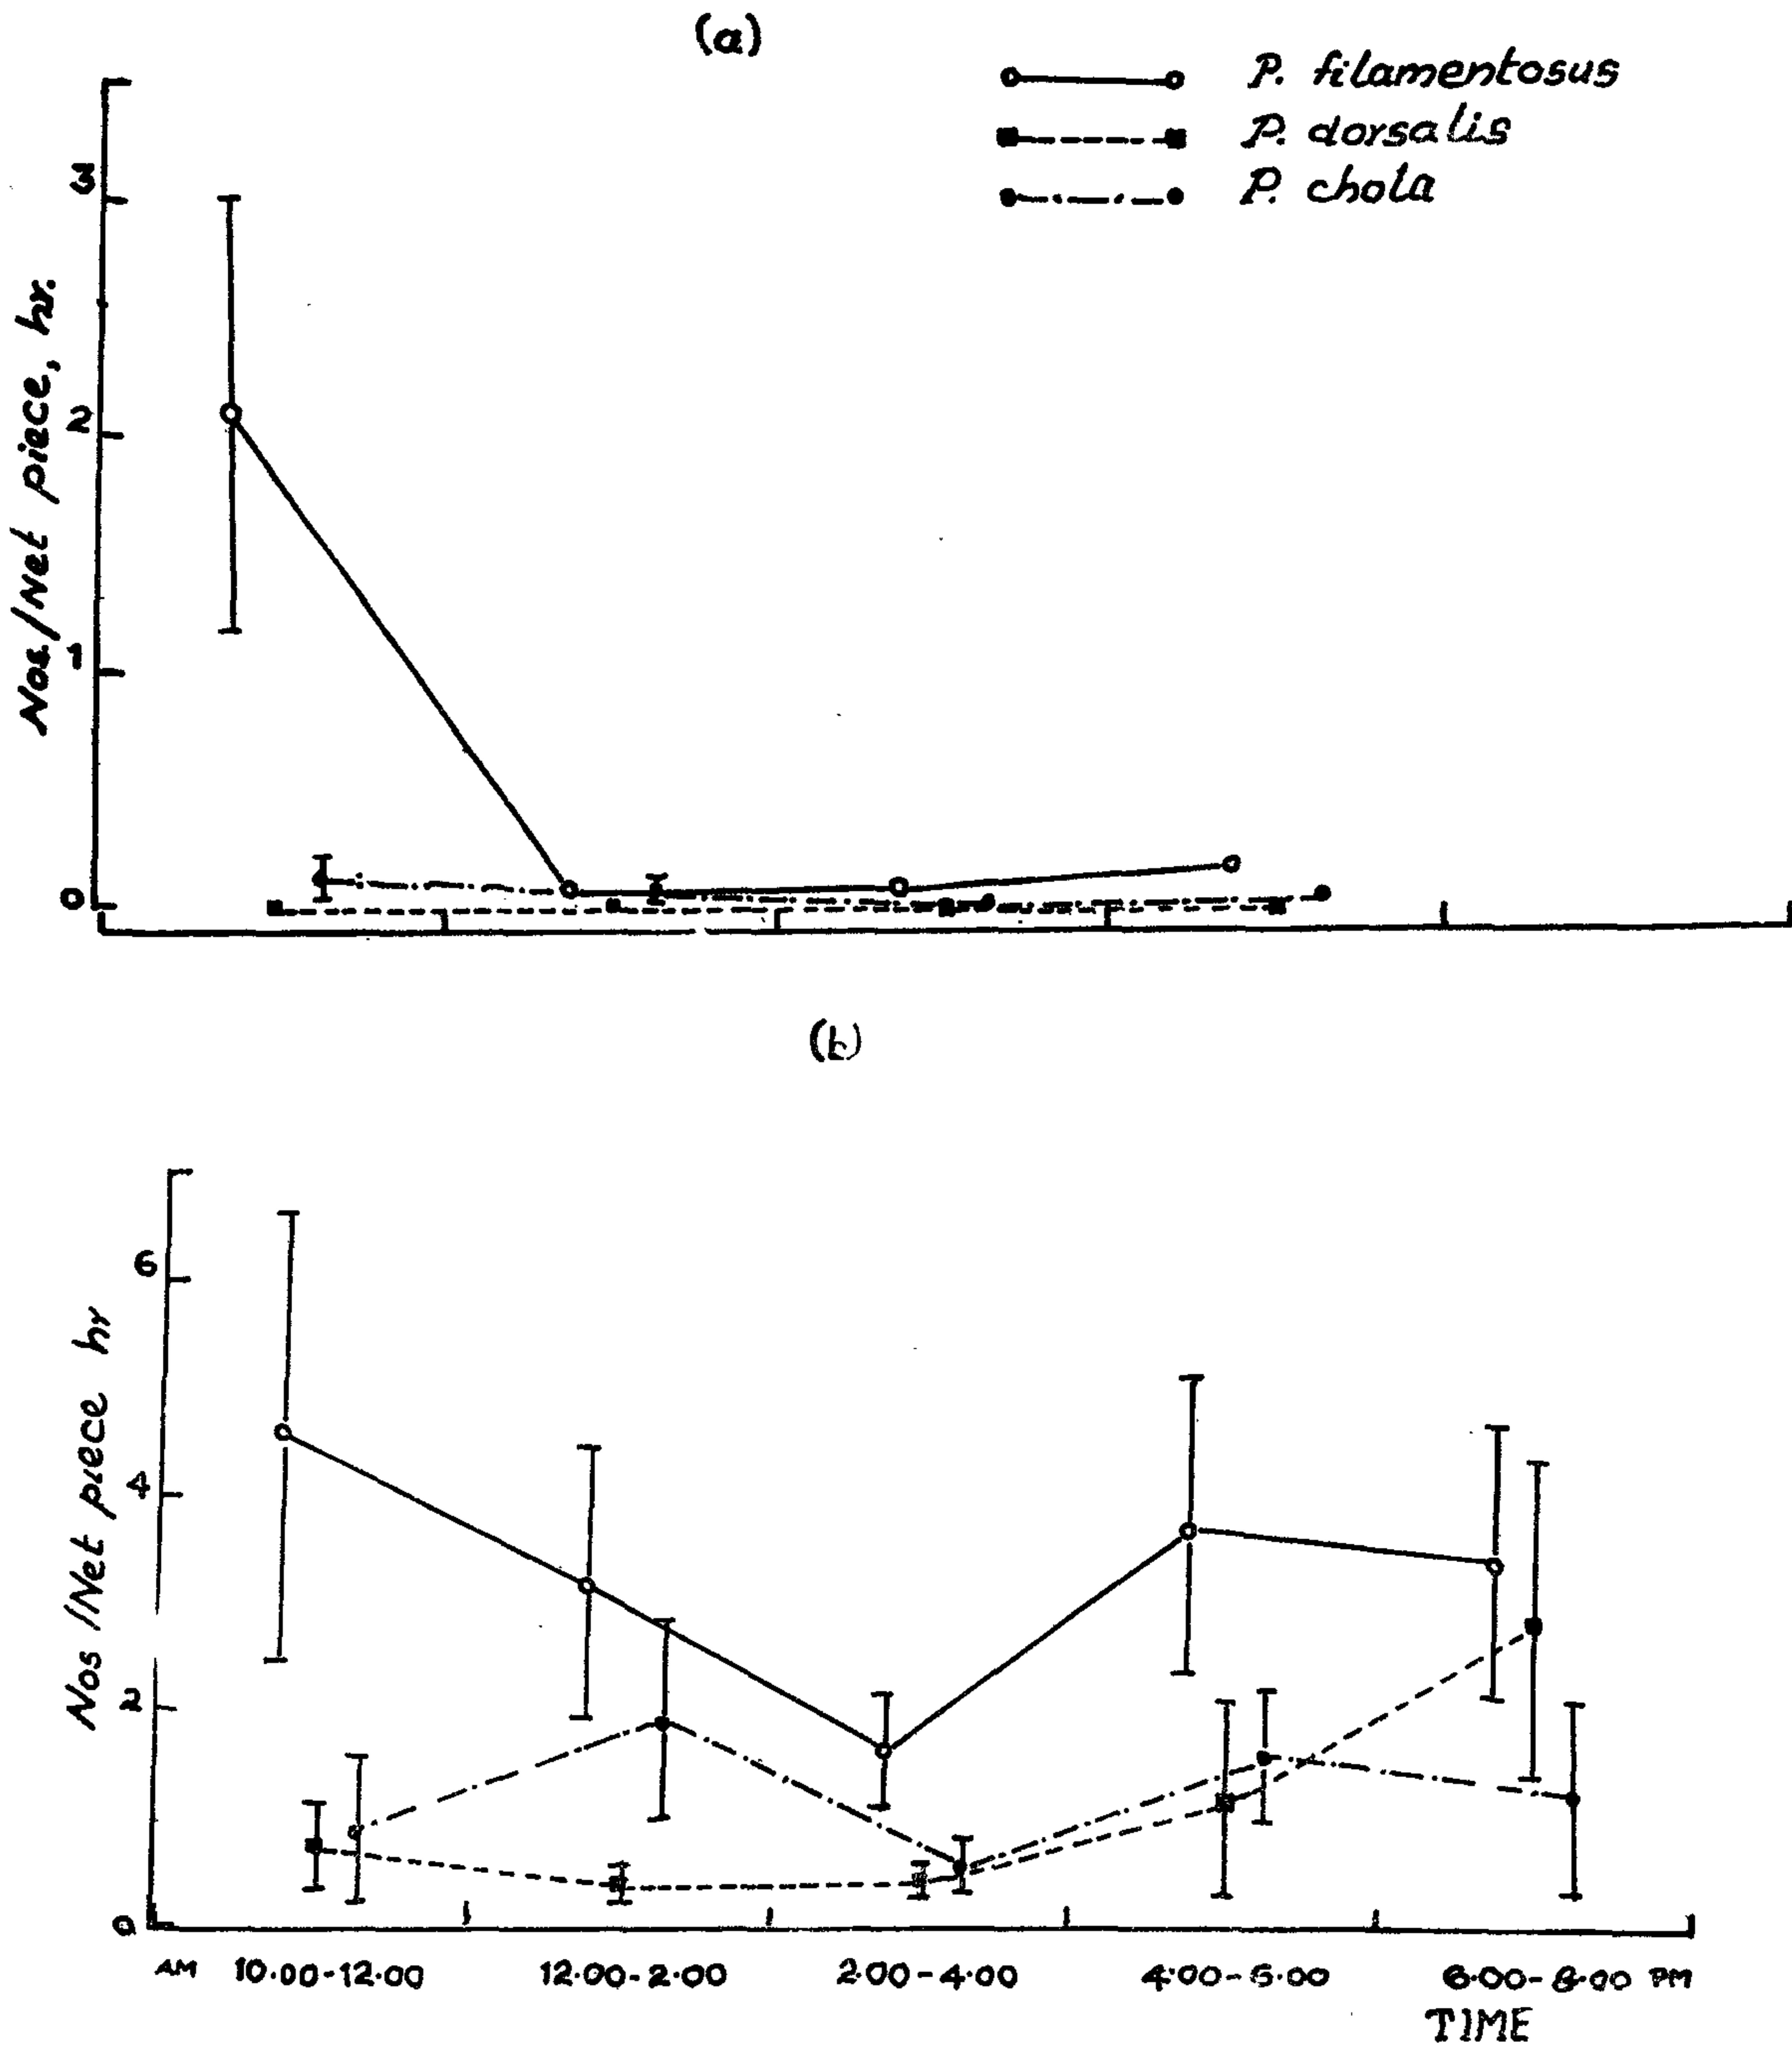 (a)
P. filamentosus
P. dorsalis
P. chola
3
2
1
0
Nos./Net piece, hr.
(b)
6
4
2
0
Nos /Net piece hr
AM 10.00-12.00 12.00-2.00 2.00-4.00 4.00-6.00 6.00-8.00 PM
TIME